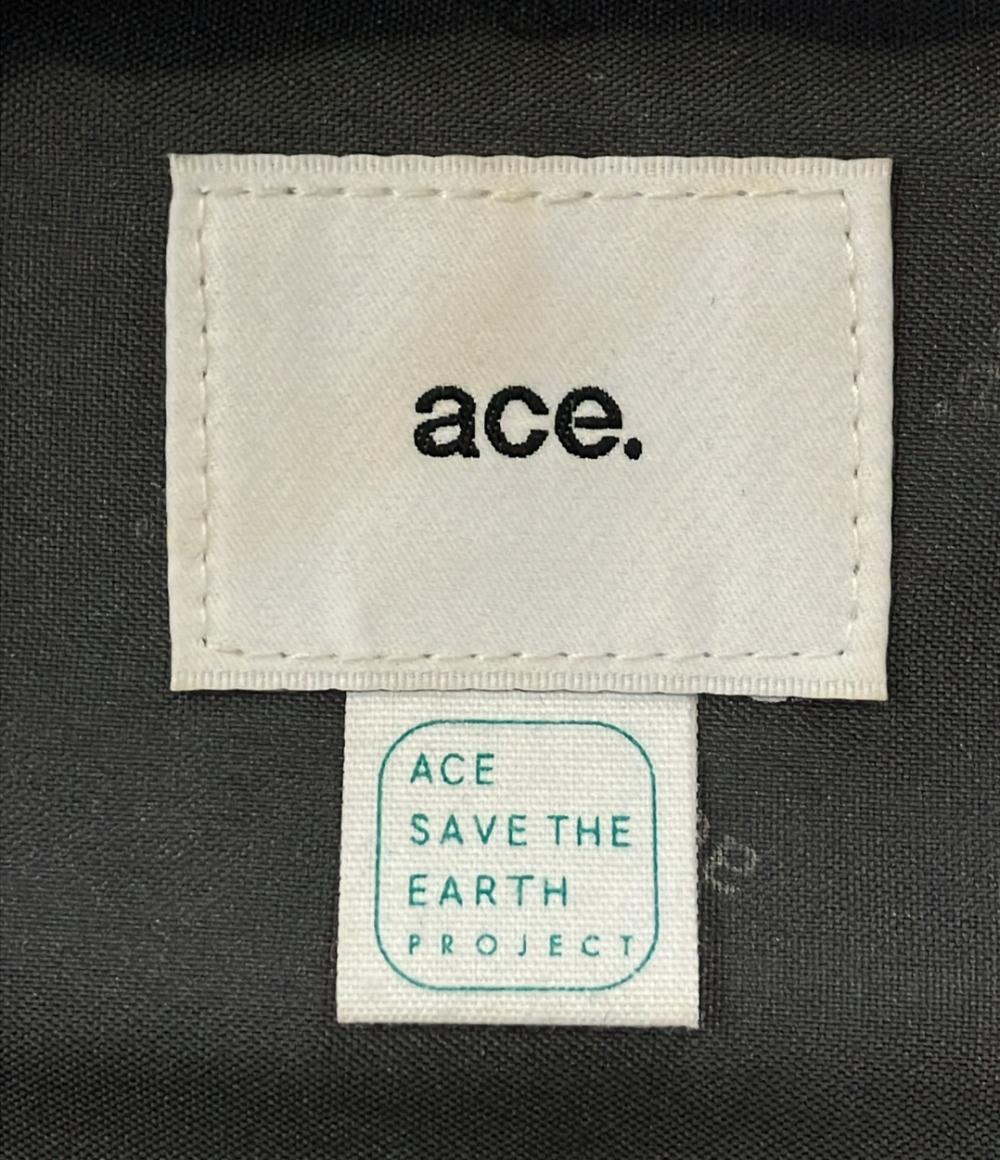 ace.
ACE
SAVE THE
EARTH
PROJECT